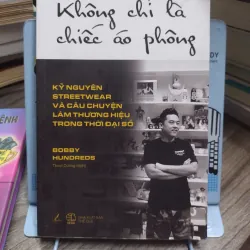 Không chỉ là
chiếc áo phông
KỶ NGUYÊN
STREETWEAR
VÀ CÂU CHUYỆN
LÀM THƯƠNG HIỆU
TRONG THỜI ĐẠI SỐ
BOBBY
HUNDREDS
ỆNH